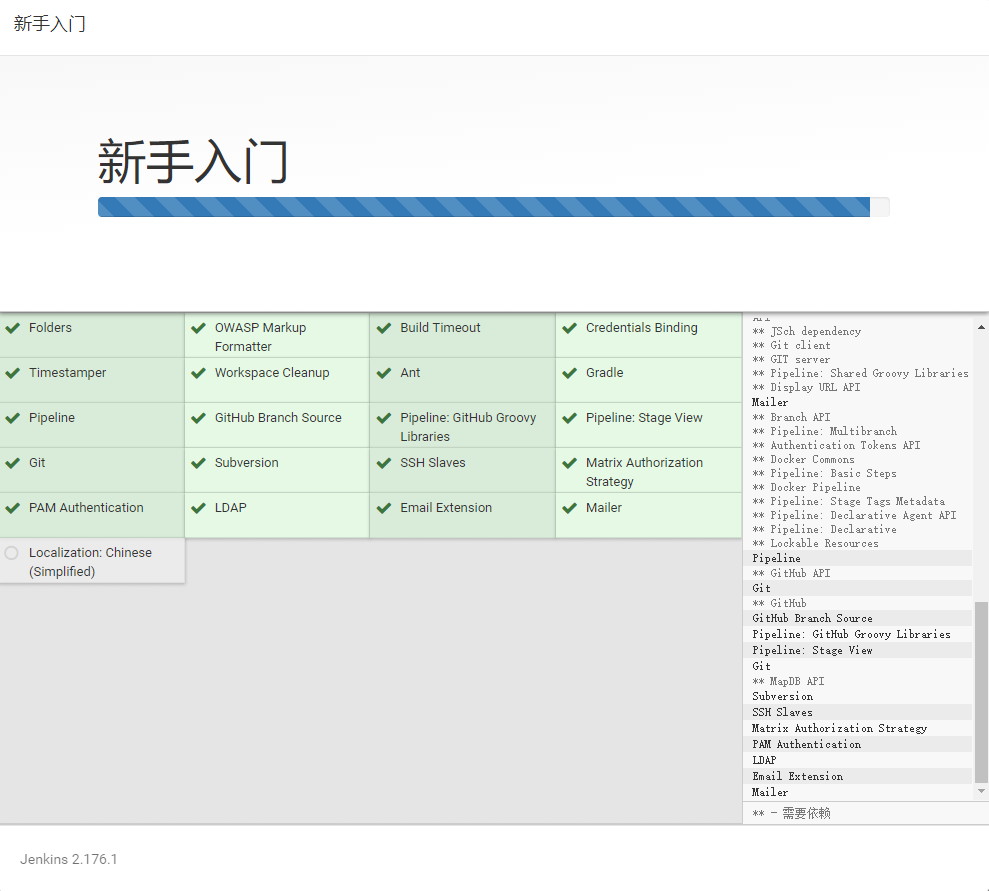 新手入门
新手入门
Folders
OWASP Markup
Formatter
Build Timeout
Credentials Binding
Timestamper
Workspace Cleanup
Ant
Gradle
Pipeline
GitHub Branch Source
Pipeline: GitHub Groovy
Libraries
Pipeline: Stage View
Git
Subversion
SSH Slaves
Matrix Authorization
Strategy
PAM Authentication
LDAP
Email Extension
Mailer
Localization: Chinese
(Simplified)
API
** JSch dependency
** Git client
** GIT server
** Pipeline: Shared Groovy Libraries
** Display URL API
Mailer
** Branch API
** Pipeline: Multibranch
** Authentication Tokens API
** Docker Commons
** Pipeline: Basic Steps
** Docker Pipeline
** Pipeline: Stage Tags Metadata
** Pipeline: Declarative Agent API
** Pipeline: Declarative
** Lockable Resources
Pipeline
** GitHub API
Git
** GitHub
GitHub Branch Source
Pipeline: GitHub Groovy Libraries
Pipeline: Stage View
Git
** MapDB API
Subversion
SSH Slaves
Matrix Authorization Strategy
PAM Authentication
LDAP
Email Extension
Mailer
** - 需要依赖
Jenkins 2.176.1